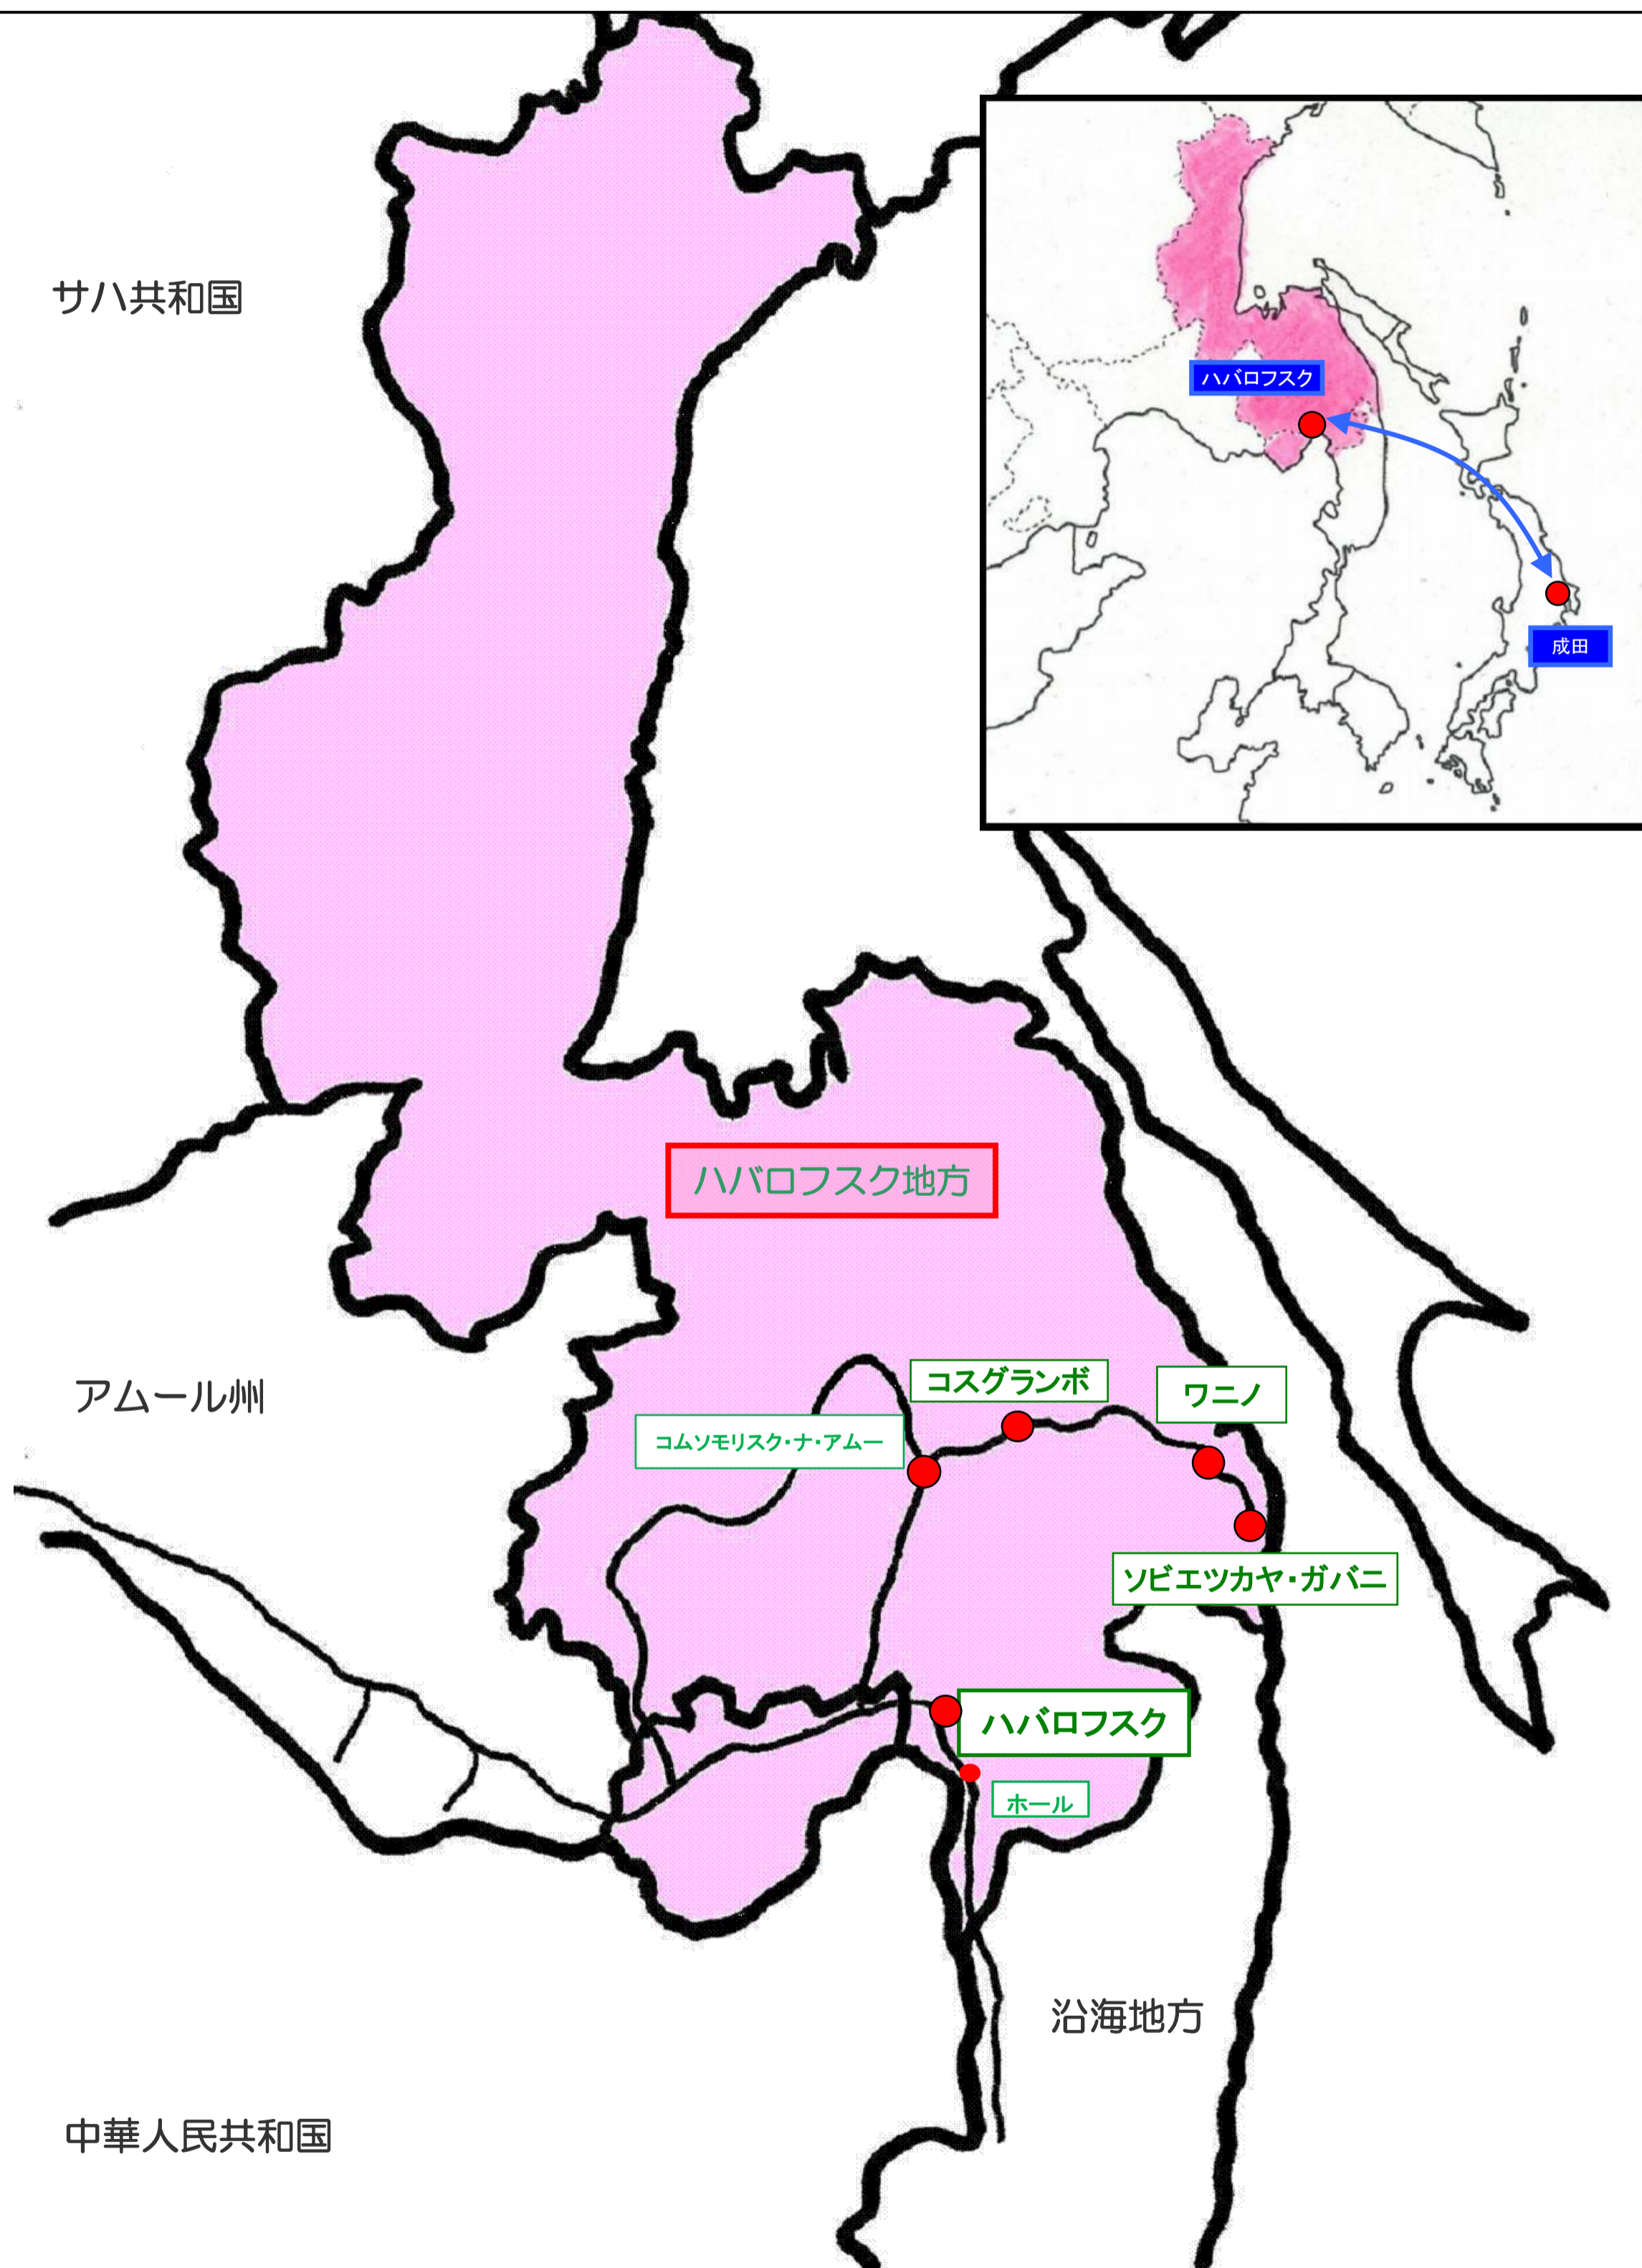 サハ共和国
ハバロフスク
成田
ハバロフスク地方
アムール州
コスグランボ
ワニノ
コムソモリスク・ナ・アムー
ソビエツカヤ・ガバニ
ハバロフスク
ホール
沿海地方
中華人民共和国